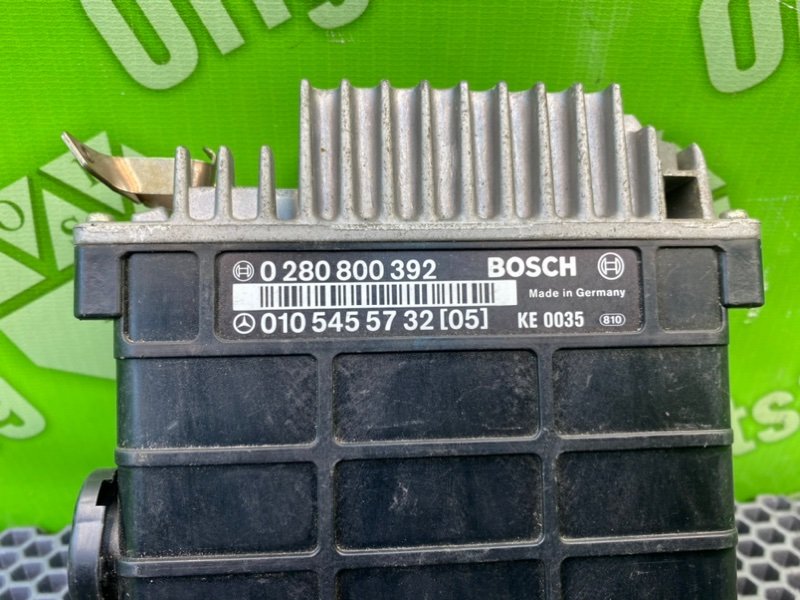 0 280 800 392 BOSCH
Made in Germany
010 545 57 32 [05] KE 0035 810